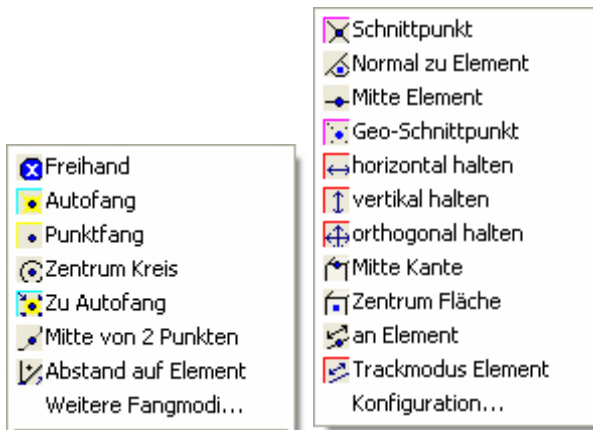 Freihand
Autofang
Punktfang
Zentrum Kreis
Zu Autofang
Mitte von 2 Punkten
Abstand auf Element
Weitere Fangmodi...
Schnittpunkt
Normal zu Element
Mitte Element
Geo-Schnittpunkt
horizontal halten
vertikal halten
orthogonal halten
Mitte Kante
Zentrum Fläche
an Element
Trackmodus Element
Konfiguration...